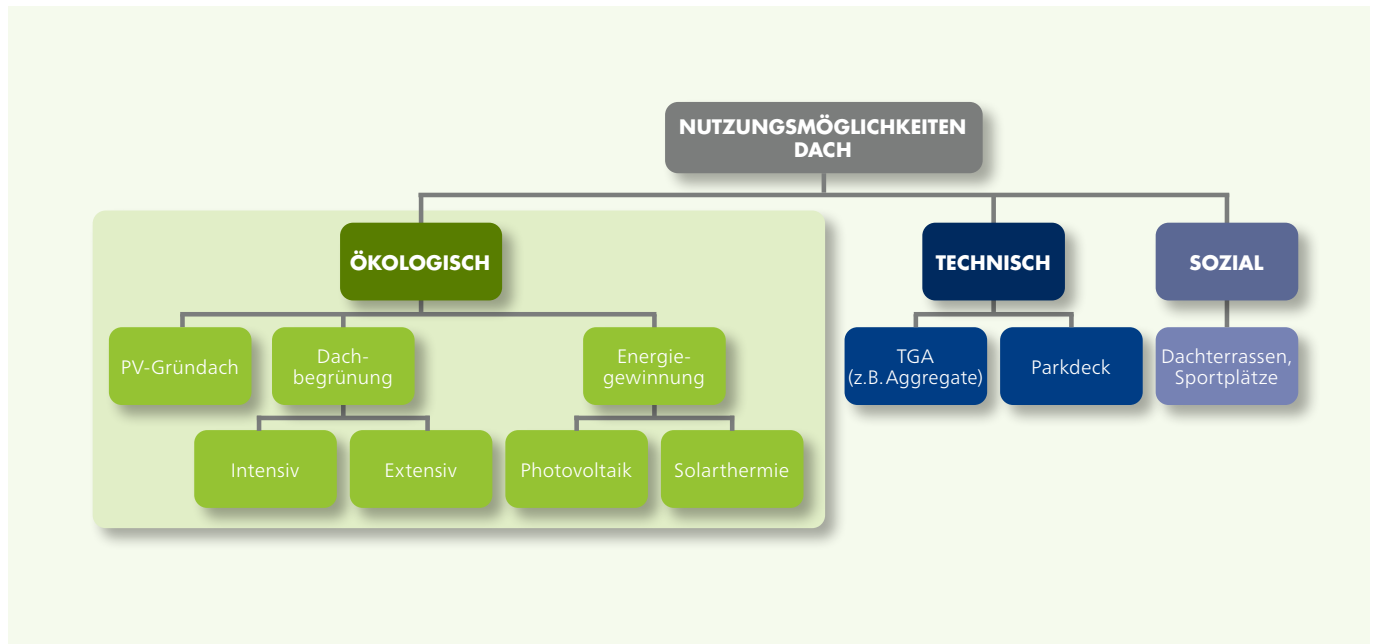 NUTZUNGSMÖGLICHKEITEN
DACH
ÖKOLOGISCH
TECHNISCH
SOZIAL
PV-Gründach
Dach-
begrünung
Energie-
gewinnung
TGA
(z.B. Aggregate)
Parkdeck
Dachterrassen,
Sportplätze
Intensiv
Extensiv
Photovoltaik
Solarthermie